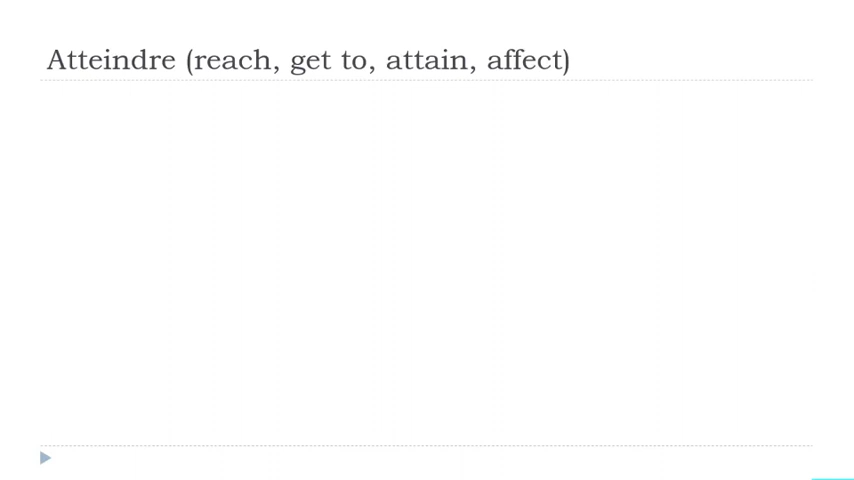 Atteindre (reach, get to, attain, affect)